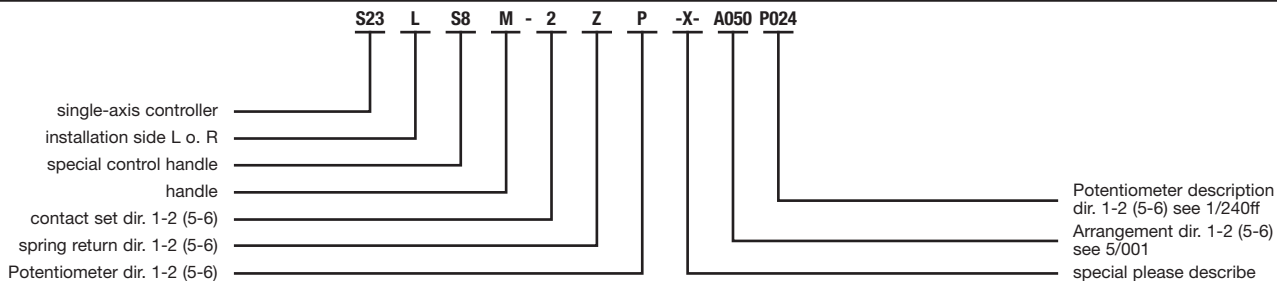 S23 L S8 M - 2 Z P -X- A050 P024
single-axis controller
installation side L o. R
special control handle
handle
contact set dir. 1-2 (5-6)
spring return dir. 1-2 (5-6)
Potentiometer dir. 1-2 (5-6)
Potentiometer description
dir. 1-2 (5-6) see 1/240ff
Arrangement dir. 1-2 (5-6)
see 5/001
special please describe